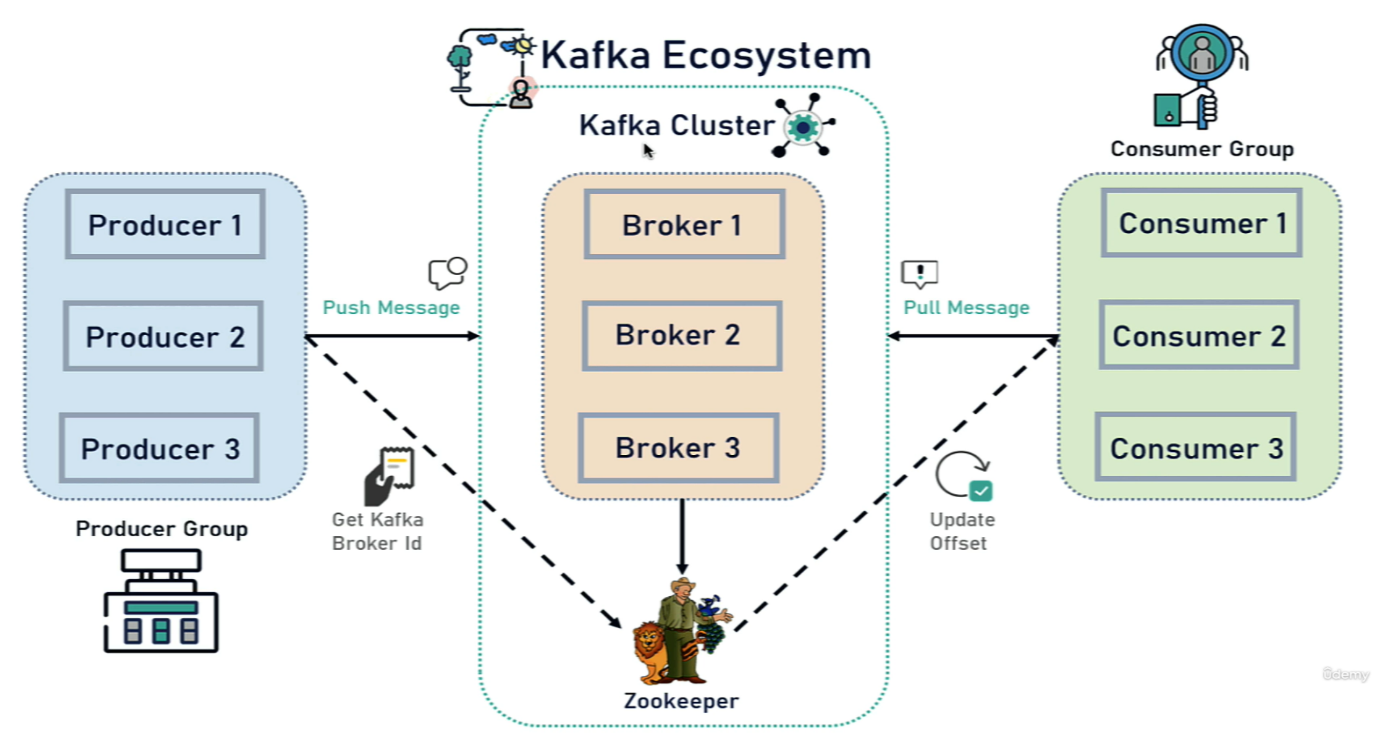 Kafka Ecosystem
Kafka Cluster
Consumer Group
Producer 1
Producer 2
Producer 3
Producer Group
Push Message
Get Kafka
Broker Id
Broker 1
Broker 2
Broker 3
Zookeeper
Pull Message
Update
Offset
Consumer 1
Consumer 2
Consumer 3
ûdemy